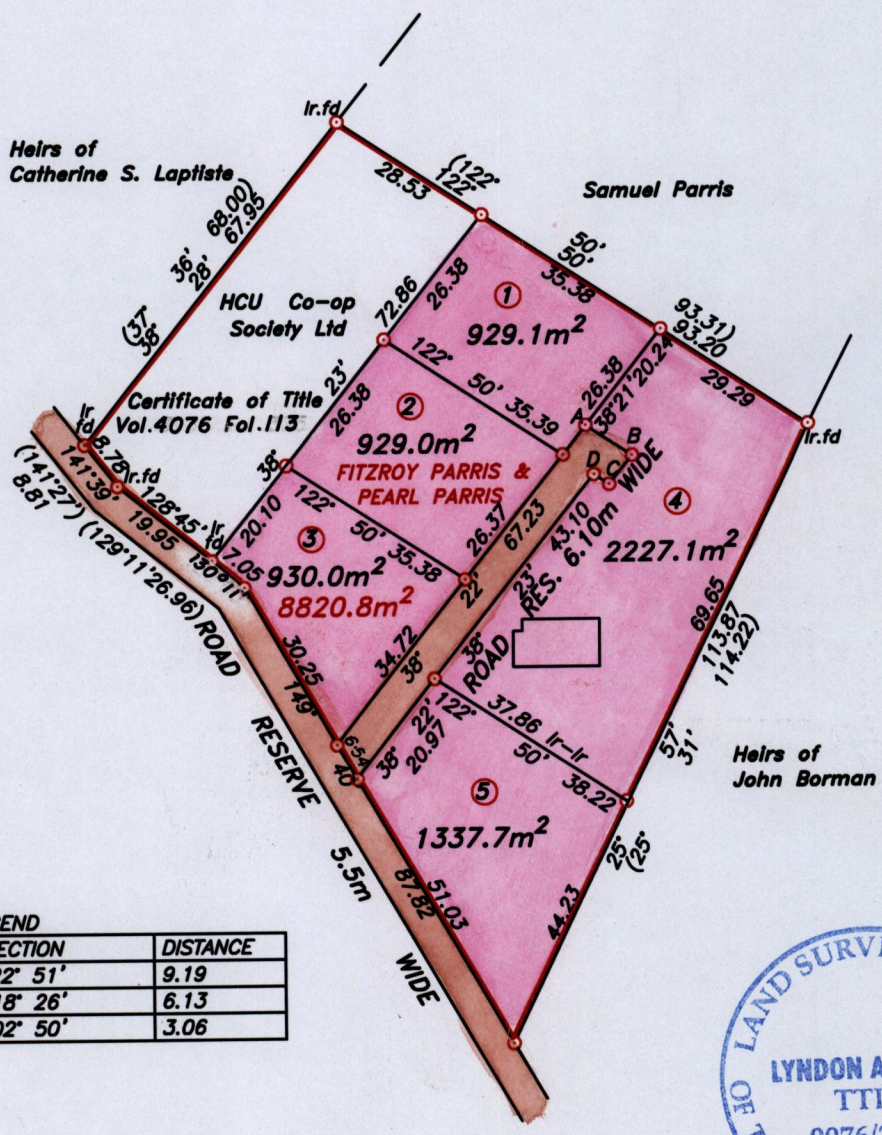 Ir.fd
Heirs of
Catherine S. Laptiste
28.53
(122°
122°
Samuel Parris
50'
50'
35.38
(37° 36' 68.00)
38° 28' 67.95
HCU Co-op
Society Ltd
72.86
26.38
1
929.1m²
93.31)
93.20
29.29
Ir.fd
26.38
38°21' 20.24
122° 50' 35.39
A
B
C
D
WIDE
Certificate of Title
Vol.4076 Fol.113
23'
26.38
2
929.0m²
FITZROY PARRIS &
PEARL PARRIS
4
2227.1m²
Ir
fd
8.78
141°39'
(141°27')
8.81
Ir.fd
128°45'
19.95
(129°11'26.96)
Ir
fd
130°11'
7.05
38°
20.10
122° 50' 35.38
3
930.0m²
8820.8m²
26.37
67.23
22'
43.10
23'
38°
ROAD RES. 6.10m
34.72
38°
69.65
113.87
114.22)
ROAD
RESERVE
5.5m
WIDE
30.25
149°
6.54
40'
38° 22'
20.97
122° 50'
37.86 Ir-Ir
38.22
57'
31'
25°
(25°
Heirs of
John Borman
5
1337.7m²
87.82
51.03
44.23
DISTANCE
2° 51' 9.19
18° 26' 6.13
02° 50' 3.06
LAND SURVE
LYNDON A